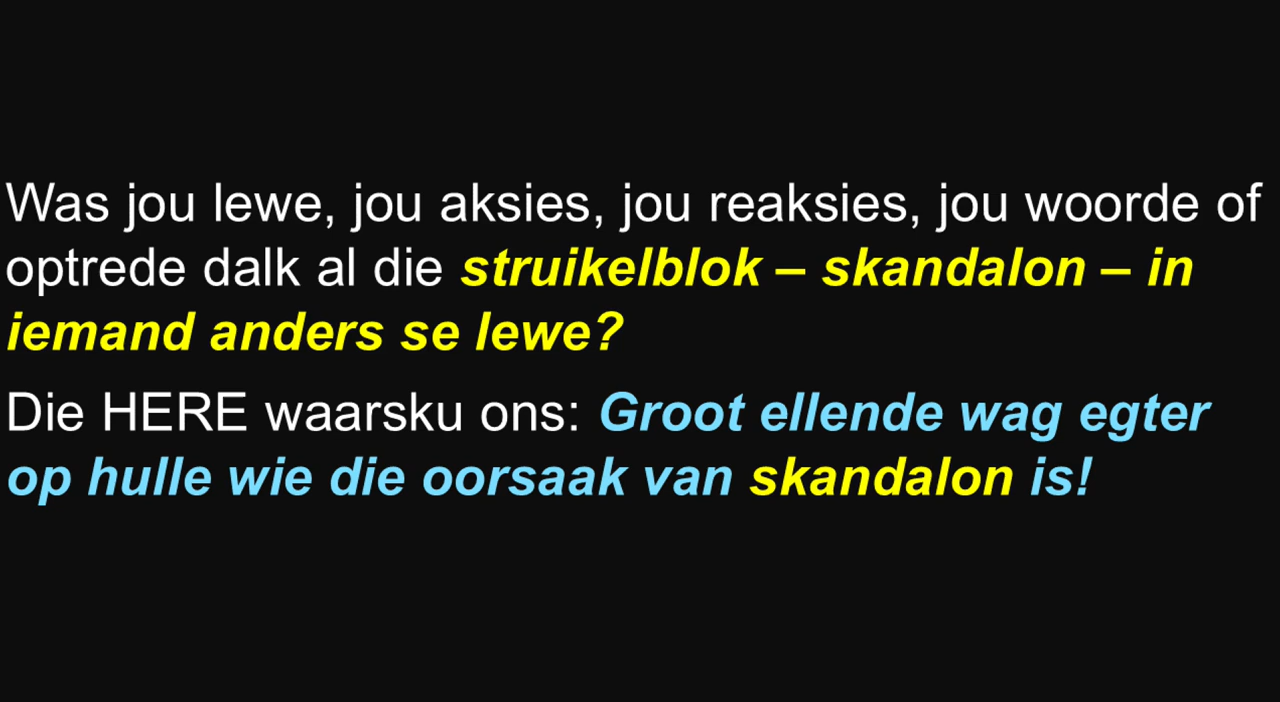 Was jou lewe, jou aksies, jou reaksies, jou woorde of
optrede dalk al die struikelblok – skandalon – in
iemand anders se lewe?
Die HERE waarsku ons: Groot ellende wag egter
op hulle wie die oorsaak van skandalon is!